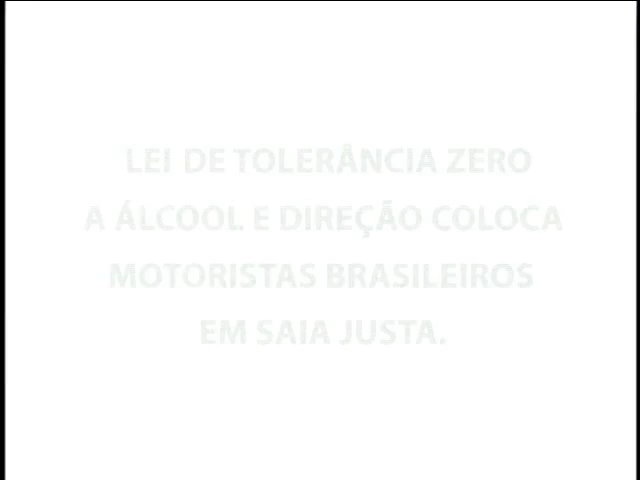 LEI DE TOLERÂNCIA ZERO
A ÁLCOOL E DIREÇÃO COLOCA
MOTORISTAS BRASILEIROS
EM SAIA JUSTA.